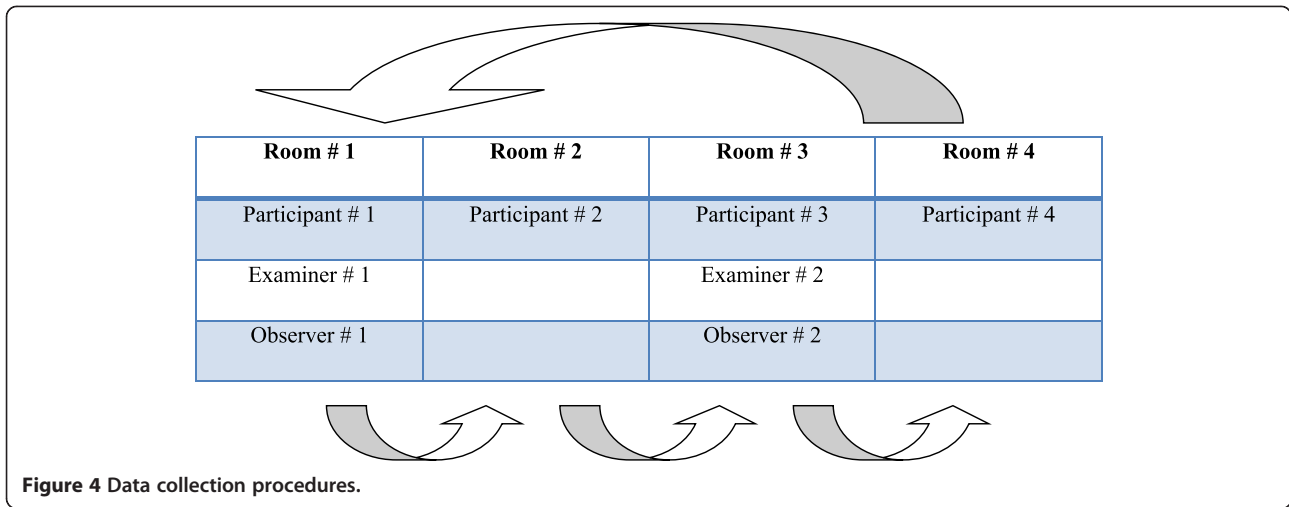 Room # 1 Room # 2 Room # 3 Room # 4
Participant # 1 Participant # 2 Participant # 3 Participant # 4
Examiner # 1 Examiner # 2
Observer # 1 Observer # 2
Figure 4 Data collection procedures.